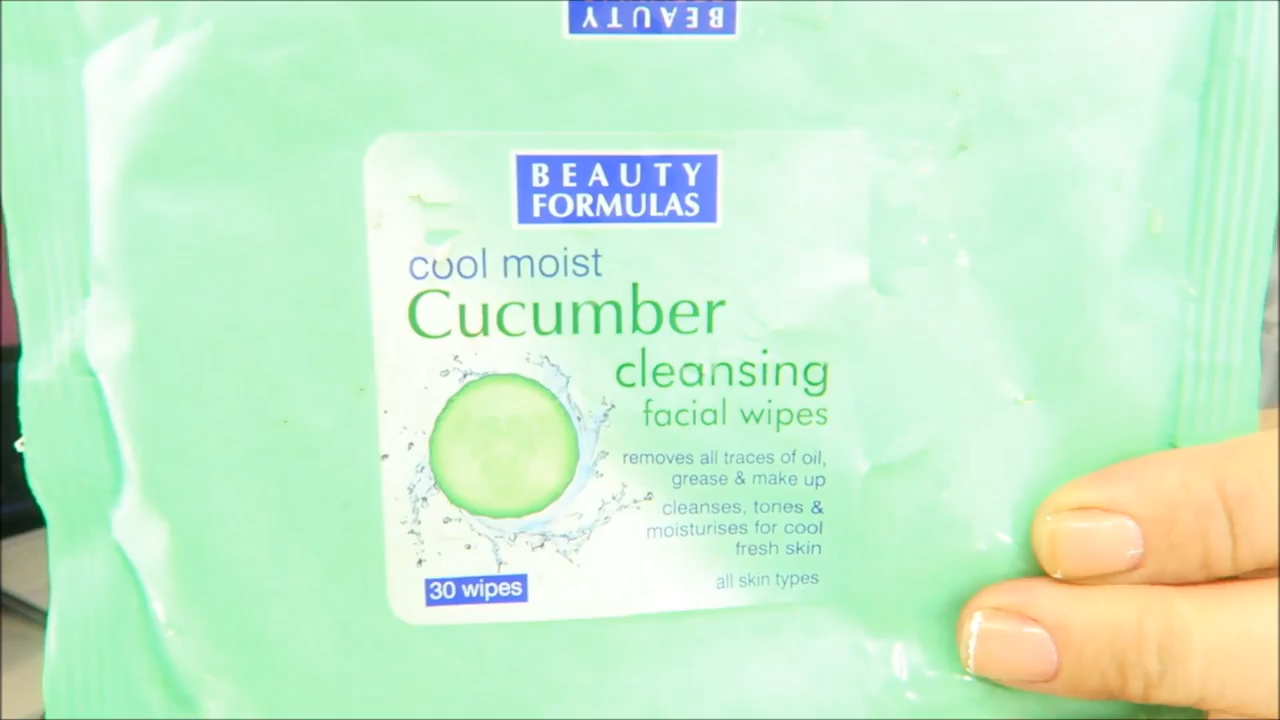 BEAUTY
BEAUTY
FORMULAS
cool moist
Cucumber
cleansing
facial wipes
removes all traces of oil,
grease & make up
cleanses, tones &
moisturises for cool
fresh skin
all skin types
30 wipes